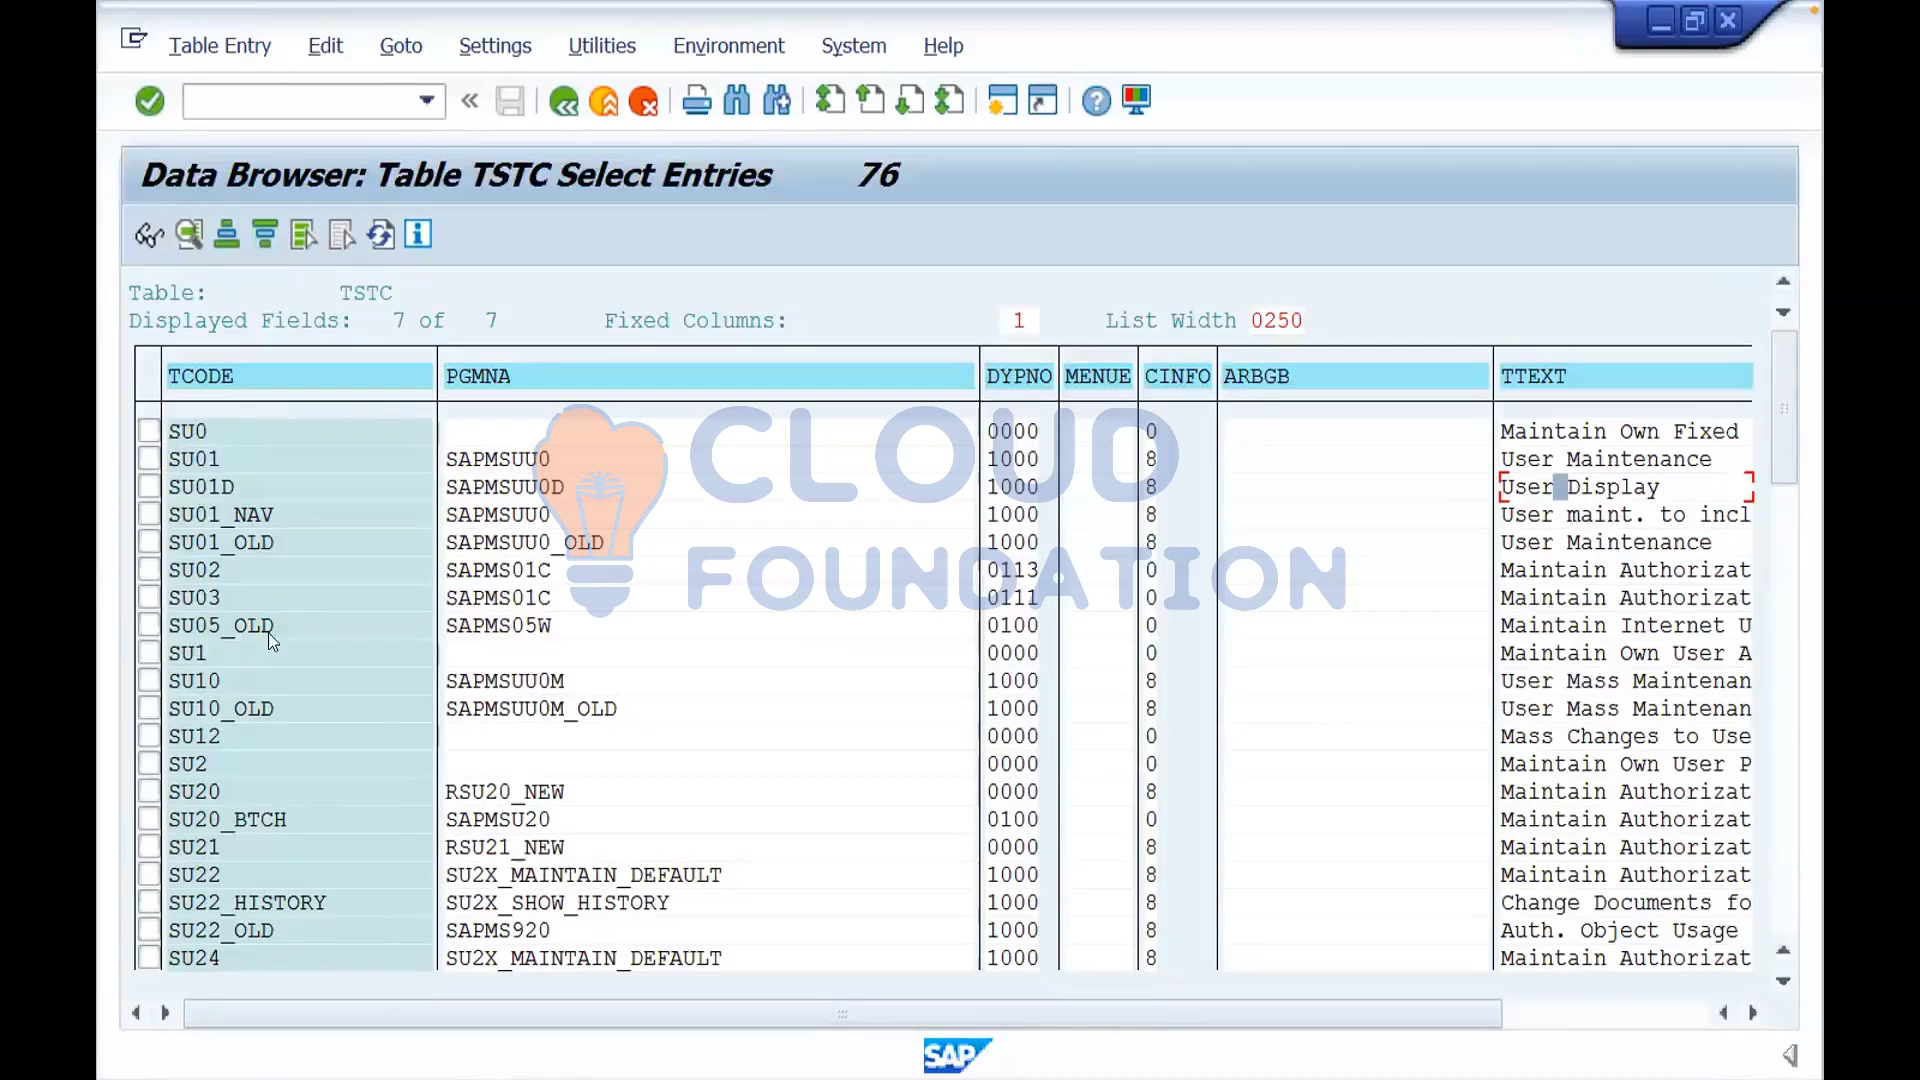 Table Entry Edit Goto Settings Utilities Environment System Help
Data Browser: Table TSTC Select Entries 76
Table: TSTC
Displayed Fields: 7 of 7 Fixed Columns: 1 List Width 0250
TCODE PGMNA DYPNO MENUE CINFO ARBGB TTEXT
SU0 0000 0 Maintain Own Fixed
SU01 SAPMSUU0 1000 8 User Maintenance
SU01D SAPMSUU0D 1000 8 User Display
SU01_NAV SAPMSUU0 1000 8 User maint. to incl
SU01_OLD SAPMSUU0_OLD 1000 8 User Maintenance
SU02 SAPMS01C 0113 0 Maintain Authorizat
SU03 SAPMS01C 0111 0 Maintain Authorizat
SU05_OLD SAPMS05W 0100 0 Maintain Internet U
SU1 0000 0 Maintain Own User A
SU10 SAPMSUU0M 1000 8 User Mass Maintenan
SU10_OLD SAPMSUU0M_OLD 1000 8 User Mass Maintenan
SU12 0000 0 Mass Changes to Use
SU2 0000 0 Maintain Own User P
SU20 RSU20_NEW 0000 8 Maintain Authorizat
SU20_BTCH SAPMSU20 0100 0 Maintain Authorizat
SU21 RSU21_NEW 0000 8 Maintain Authorizat
SU22 SU2X_MAINTAIN_DEFAULT 1000 8 Maintain Authorizat
SU22_HISTORY SU2X_SHOW_HISTORY 1000 8 Change Documents fo
SU22_OLD SAPMS920 1000 8 Auth. Object Usage
SU24 SU2X_MAINTAIN_DEFAULT 1000 8 Maintain Authorizat
CLOUD
FOUNDATION
SAP